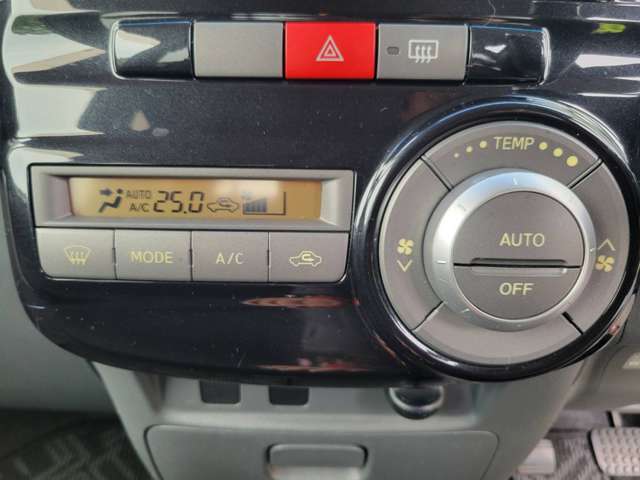 TEMP
AUTO
A/C 25.0
MODE A/C
AUTO
OFF